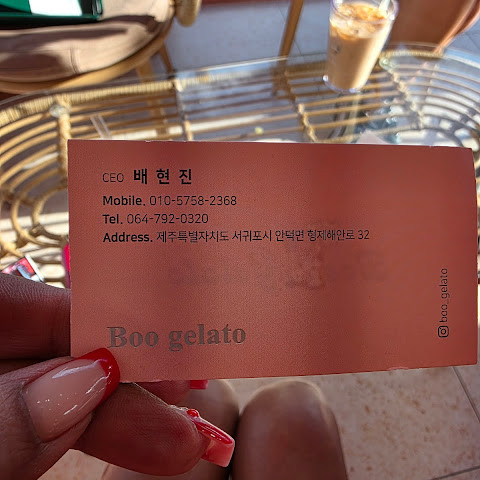 CEO 배 현 진
Mobile. 010-5758-2368
Tel. 064-792-0320
Address. 제주특별자치도 서귀포시 안덕면 형제해안로 32
Boo gelato
boo_gelato